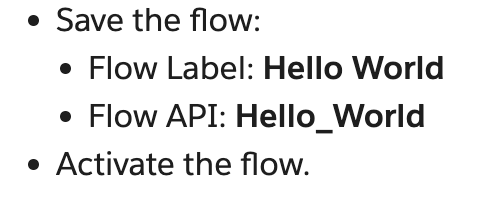 • Save the flow:
• Flow Label: Hello World
• Flow API: Hello_World
• Activate the flow.